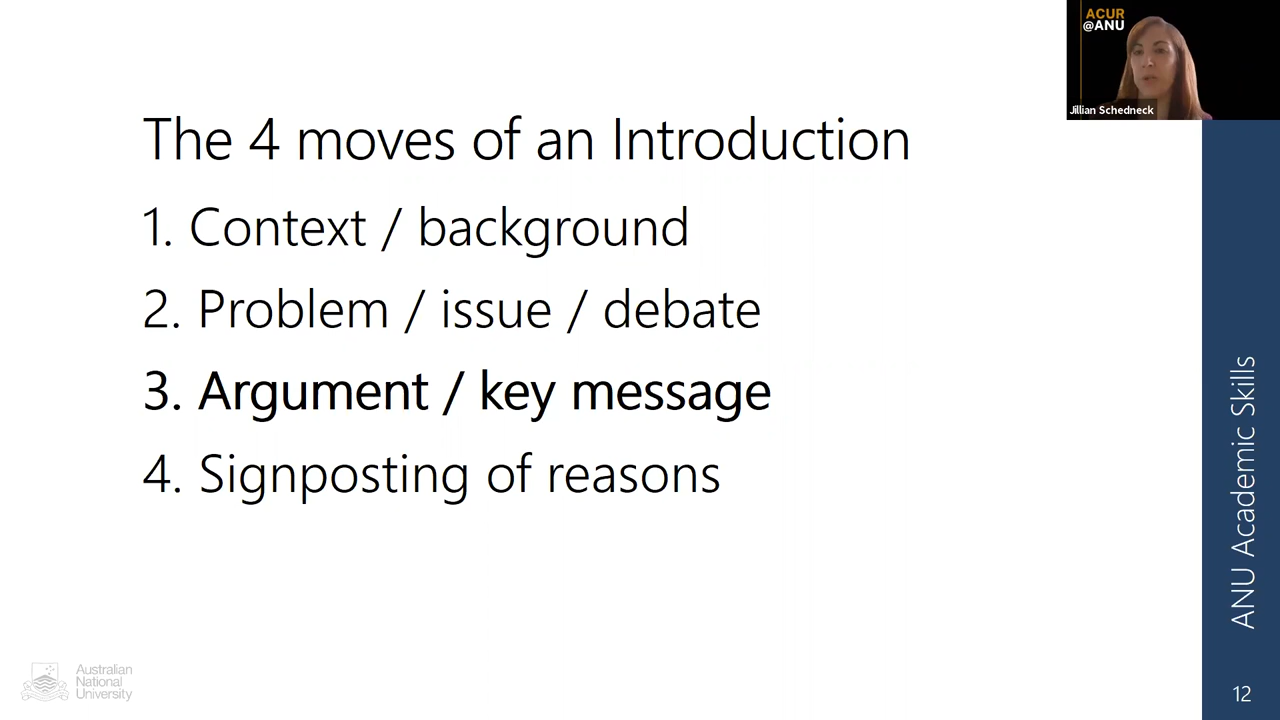 ACUR
@ANU
Jillian Schedneck
The 4 moves of an Introduction
1. Context / background
2. Problem / issue / debate
3. Argument / key message
4. Signposting of reasons
ANU Academic Skills
Australian
National
University
12